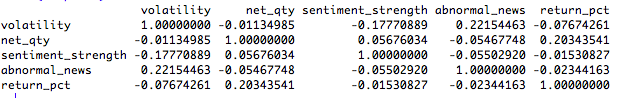 volatility net_qty sentiment_strength abnormal_news return_pct
volatility 1.00000000 -0.01134985 -0.17770889 0.22154463 -0.07674261
net_qty -0.01134985 1.00000000 0.05676034 -0.05467748 0.20343541
sentiment_strength -0.17770889 0.05676034 1.00000000 -0.05502920 -0.01530827
abnormal_news 0.22154463 -0.05467748 -0.05502920 1.00000000 -0.02344163
return_pct -0.07674261 0.20343541 -0.01530827 -0.02344163 1.00000000